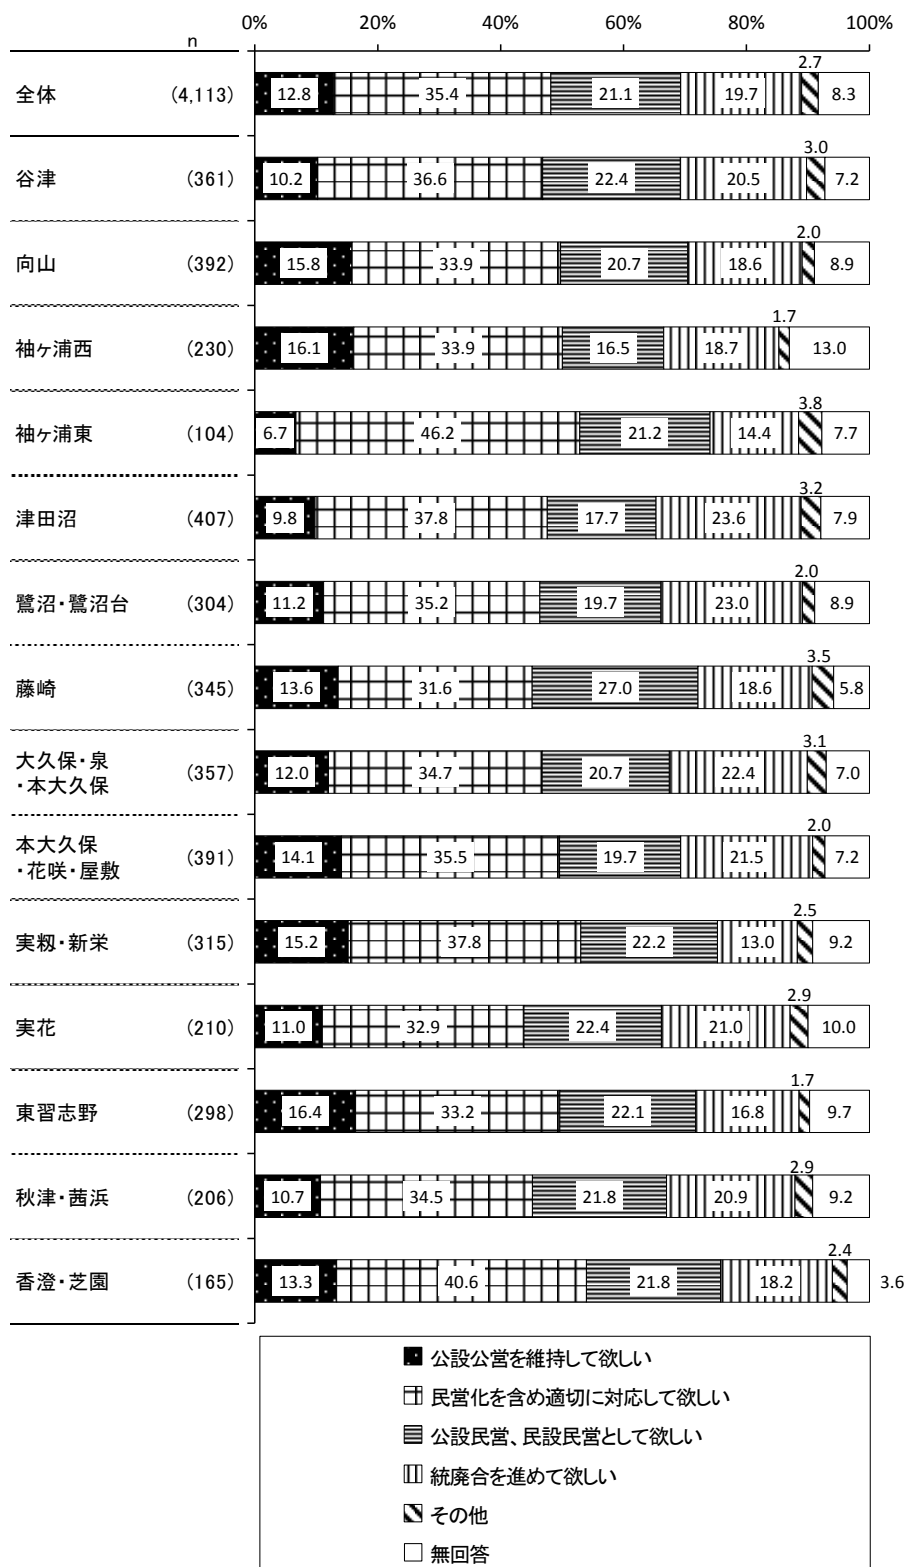 0% 20% 40% 60% 80% 100%
n
2.7
全体 (4,113) 12.8 35.4 21.1 19.7 8.3
3.0
谷津 (361) 10.2 36.6 22.4 20.5 7.2
2.0
向山 (392) 15.8 33.9 20.7 18.6 8.9
1.7
袖ヶ浦西 (230) 16.1 33.9 16.5 18.7 13.0
3.8
袖ヶ浦東 (104) 6.7 46.2 21.2 14.4 7.7
3.2
津田沼 (407) 9.8 37.8 17.7 23.6 7.9
2.0
鷺沼・鷺沼台 (304) 11.2 35.2 19.7 23.0 8.9
3.5
藤崎 (345) 13.6 31.6 27.0 18.6 5.8
3.1
大久保・泉
・本大久保 (357) 12.0 34.7 20.7 22.4 7.0
2.0
本大久保
・花咲・屋敷 (391) 14.1 35.5 19.7 21.5 7.2
2.5
実籾・新栄 (315) 15.2 37.8 22.2 13.0 9.2
2.9
実花 (210) 11.0 32.9 22.4 21.0 10.0
1.7
東習志野 (298) 16.4 33.2 22.1 16.8 9.7
2.9
秋津・茜浜 (206) 10.7 34.5 21.8 20.9 9.2
2.4
香澄・芝園 (165) 13.3 40.6 21.8 18.2 3.6
公設公営を維持して欲しい
民営化を含め適切に対応して欲しい
公設民営、民設民営として欲しい
統廃合を進めて欲しい
その他
無回答